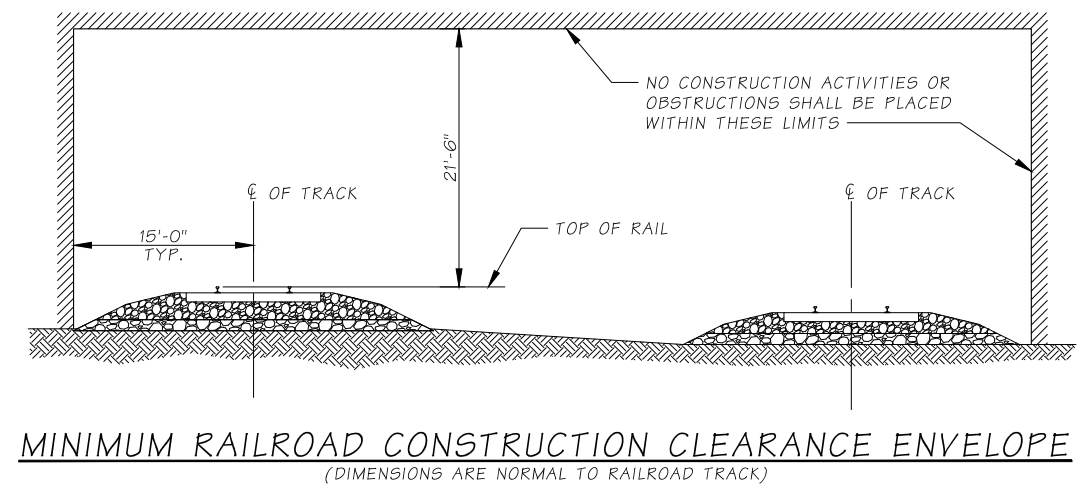 NO CONSTRUCTION ACTIVITIES OR
OBSTRUCTIONS SHALL BE PLACED
WITHIN THESE LIMITS
21'-6"
℄ OF TRACK
℄ OF TRACK
15'-0"
TYP.
TOP OF RAIL
MINIMUM RAILROAD CONSTRUCTION CLEARANCE ENVELOPE
(DIMENSIONS ARE NORMAL TO RAILROAD TRACK)